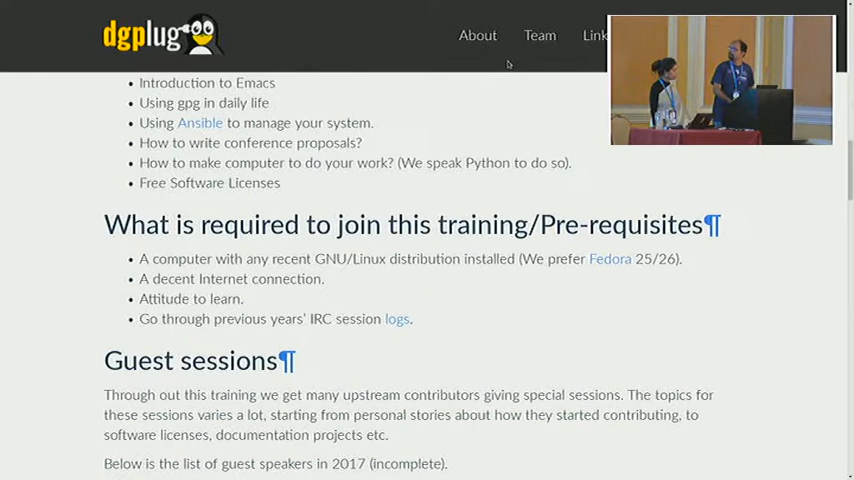 dgplug
About Team Link
• Introduction to Emacs
• Using gpg in daily life
• Using Ansible to manage your system.
• How to write conference proposals?
• How to make computer to do your work? (We speak Python to do so).
• Free Software Licenses
What is required to join this training/Pre-requisites¶
• A computer with any recent GNU/Linux distribution installed (We prefer Fedora 25/26).
• A decent Internet connection.
• Attitude to learn.
• Go through previous years' IRC session logs.
Guest sessions¶
Through out this training we get many upstream contributors giving special sessions. The topics for
these sessions varies a lot, starting from personal stories about how they started contributing, to
software licenses, documentation projects etc.
Below is the list of guest speakers in 2017 (incomplete).